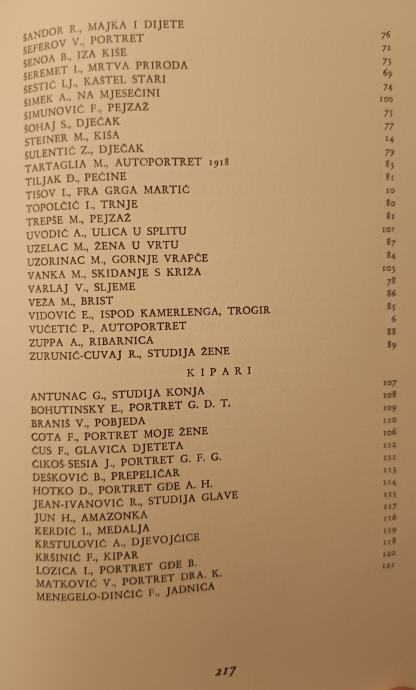 ŠANDOR R., MAJKA I DIJETE 76
ŠEFEROV V., PORTRET 72
ŠENOA B., IZA KIŠE 73
ŠEREMET I., MRTVA PRIRODA 69
ŠESTIĆ LJ., KAŠTEL STARI 74
ŠIMEK A., NA MJESEČINI 100
ŠIMUNOVIĆ F., PEJZAŽ 75
ŠOHAJ S., DJEČAK 77
STEINER M., KIŠA 14
ŠULENTIĆ Z., DJEČAK 79
TARTAGLIA M., AUTOPORTRET 1918 83
TILJAK Đ., PEĆINE 81
TIŠOV I., FRA GRGA MARTIĆ 10
TOPOLČIĆ I., TRNJE 80
TREPŠE M., PEJZAŽ
UVODIĆ A., ULICA U SPLITU 101
UZELAC M., ŽENA U VRTU 87
UZORINAC M., GORNJE VRAPČE 84
VANKA M., SKIDANJE S KRIŽA 103
VARLAJ V., SLJEME 78
VEŽA M., BRIST 86
VIDOVIĆ E., ISPOD KAMERLENGA, TROGIR 85
VUČETIĆ P., AUTOPORTRET 6
ZUPPA A., RIBARNICA 88
ZURUNIĆ-CUVAJ R., STUDIJA ŽENE 89
KIPARI
ANTUNAC G., STUDIJA KONJA 107
BOHUTINSKY E., PORTRET G. D. T. 108
BRANIŠ V., POBJEDA 109
COTA F., PORTRET MOJE ŽENE 110
ĆUS F., GLAVICA DJETETA 106
ČIKOŠ-SESIA J., PORTRET G. F. G. 112
DEŠKOVIĆ B., PREPELIČAR 111
HOTKO D., PORTRET GĐE A. H. 113
JEAN-IVANOVIĆ R., STUDIJA GLAVE 114
JUN H., AMAZONKA 115
KERDIĆ I., MEDALJA 117
KRSTULOVIĆ A., DJEVOJČICE 116
KRŠINIĆ F., KIPAR 119
LOZICA I., PORTRET GĐE B. 118
MATKOVIĆ V., PORTRET DRA. K. 120
MENEGELO-DINČIĆ F., JADNICA 121
217